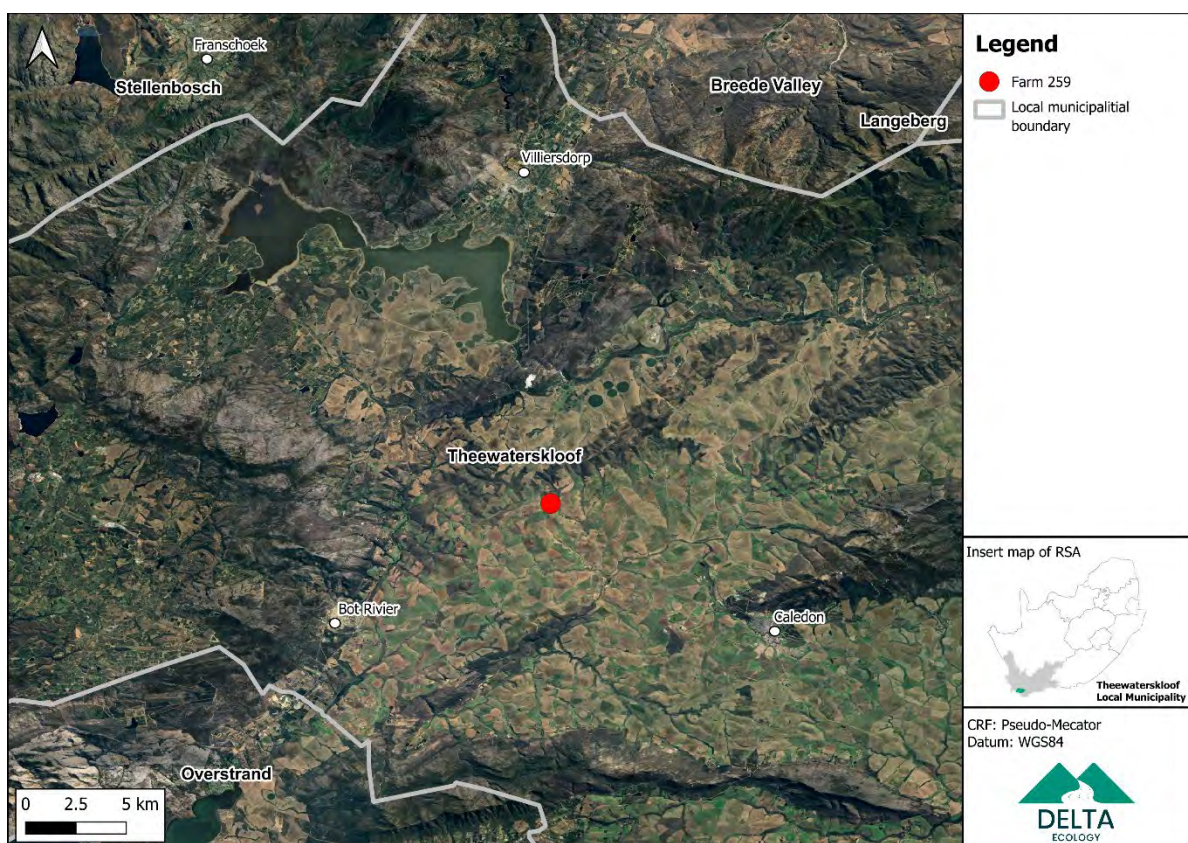 Franschoek
Stellenbosch
Breede Valley
Langeberg
Villiersdorp
Theewaterskloof
Bot Rivier
Caledon
Overstrand
0 2.5 5 km
Legend
Farm 259
Local municipalitial
boundary
Insert map of RSA
Theewaterskloof
Local Municipality
CRF: Pseudo-Mecator
Datum: WGS84
DELTA
ECOLOGY